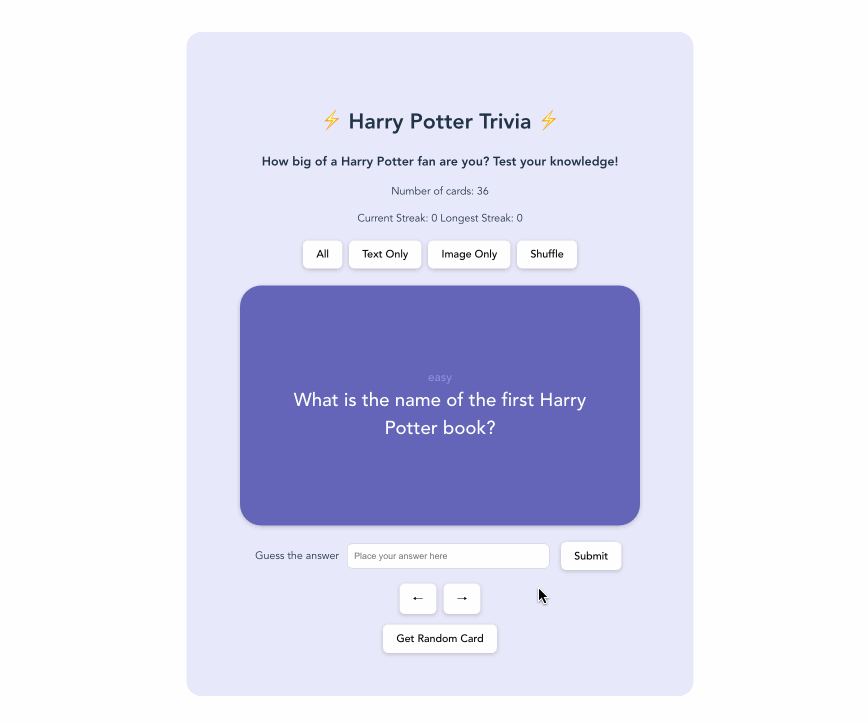 ⚡ Harry Potter Trivia ⚡
How big of a Harry Potter fan are you? Test your knowledge!
Number of cards: 36
Current Streak: 0 Longest Streak: 0
All Text Only Image Only Shuffle
easy
What is the name of the first Harry
Potter book?
Guess the answer Place your answer here Submit
← →
Get Random Card